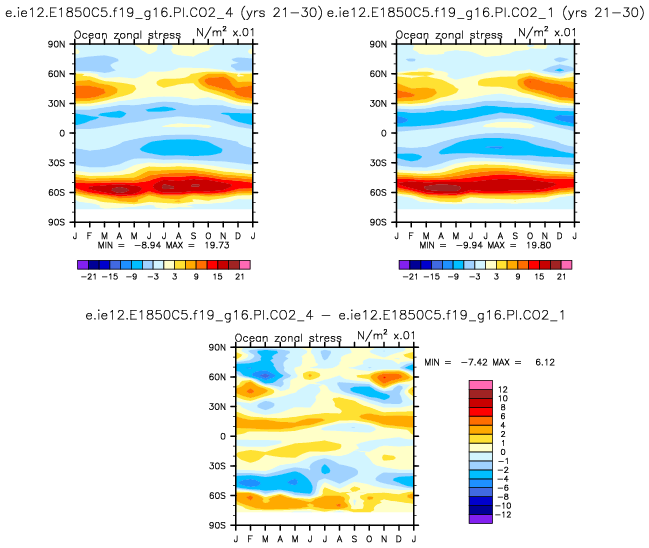 e.ie12.E1850C5.f19_g16.PI.CO2_4 (yrs 21-30) e.ie12.E1850C5.f19_g16.PI.CO2_1 (yrs 21-30)
Ocean zonal stress N/m² x.01 Ocean zonal stress N/m² x.01
90N 90N
60N 60N
30N 30N
0 0
30S 30S
60S 60S
90S 90S
J F M A M J J A S O N D J J F M A M J J A S O N D J
MIN = -8.94 MAX = 19.73 MIN = -9.94 MAX = 19.80
-21 -15 -9 -3 3 9 15 21 -21 -15 -9 -3 3 9 15 21
e.ie12.E1850C5.f19_g16.PI.CO2_4 - e.ie12.E1850C5.f19_g16.PI.CO2_1
Ocean zonal stress N/m² x.01
MIN = -7.42 MAX = 6.12
90N
60N
30N
0
30S
60S
90S
J F M A M J J A S O N D J
12
10
8
6
4
2
1
0
-1
-2
-4
-6
-8
-10
-12